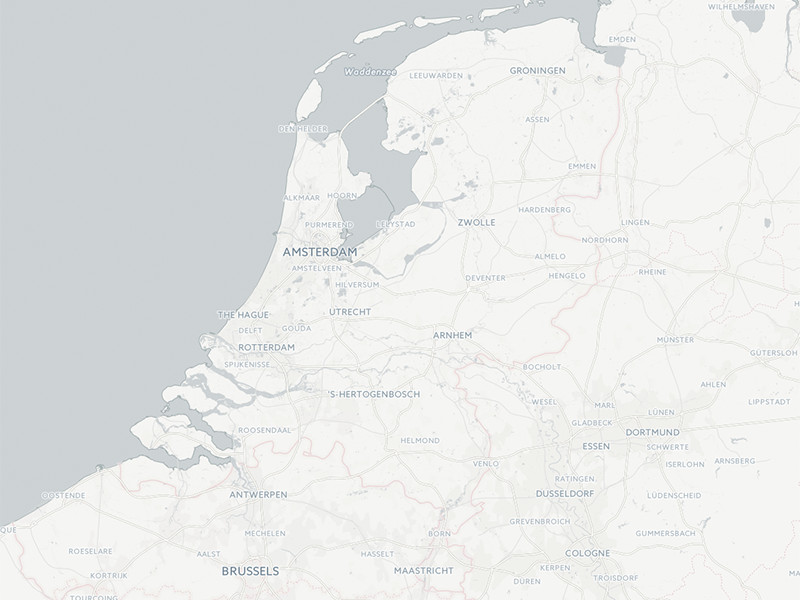 WILHELMSHAVEN
EMDEN
Waddenzee
LEEUWARDEN
GRONINGEN
DEN HELDER
ASSEN
EMMEN
ALKMAAR
HOORN
HARDENBERG
PURMEREND
LELYSTAD
ZWOLLE
LINGEN
NORDHORN
AMSTERDAM
ALMELO
AMSTELVEEN
DEVENTER
HENGELO
RHEINE
HILVERSUM
THE HAGUE
UTRECHT
DELFT
GOUDA
ARNHEM
ROTTERDAM
MÜNSTER
GÜTERSLOH
SPIJKENISSE
BOCHOLT
AHLEN
'S-HERTOGENBOSCH
WESEL
MARL
LIPPSTADT
LÜNEN
GLADBECK
ROOSENDAAL
DORTMUND
HELMOND
ESSEN
SCHWERTE
VENLO
ISERLOHN
ARNSBERG
RATINGEN
OOSTENDE
ANTWERPEN
DUSSELDORF
LÜDENSCHEID
GREVENBROICH
QUE
MECHELEN
BORN
GUMMERSBACH
ROESELARE
AALST
HASSELT
COLOGNE
KORTRIJK
BRUSSELS
MAASTRICHT
KERPEN
DÜREN
TROISDORF
MA
TOURCOING